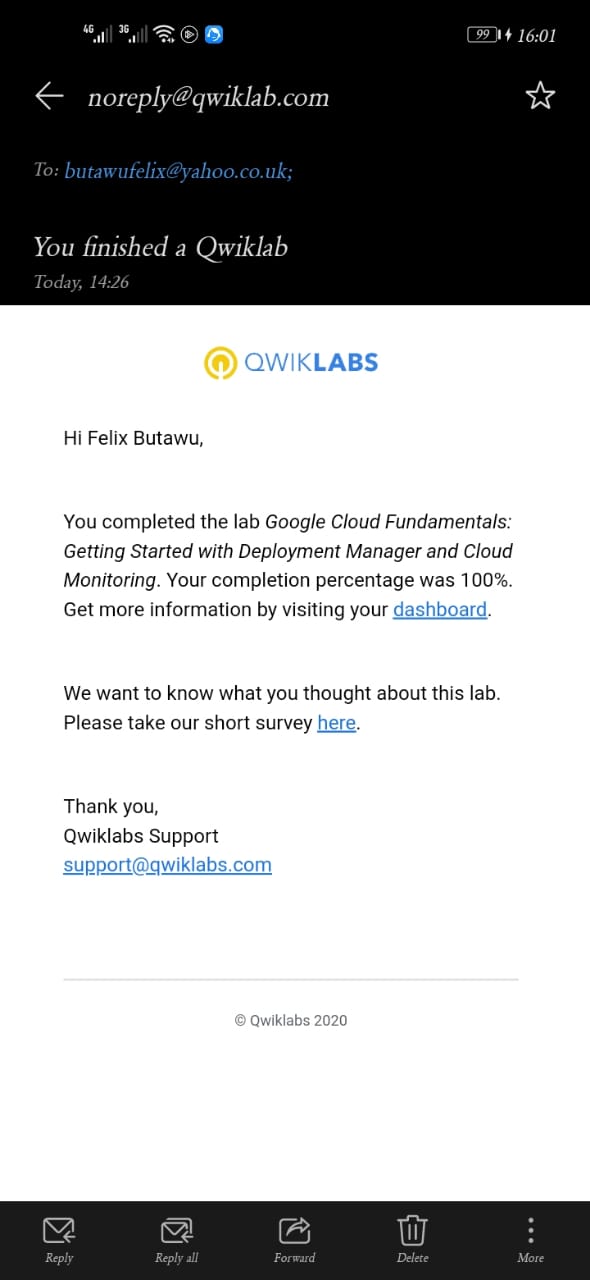 4G 3G 99 16:01
noreply@qwiklab.com
To: butawufelix@yahoo.co.uk;
You finished a Qwiklab
Today, 14:26
QWIKLABS
Hi Felix Butawu,
You completed the lab Google Cloud Fundamentals:
Getting Started with Deployment Manager and Cloud
Monitoring. Your completion percentage was 100%.
Get more information by visiting your dashboard.
We want to know what you thought about this lab.
Please take our short survey here.
Thank you,
Qwiklabs Support
support@qwiklabs.com
© Qwiklabs 2020
Reply Reply all Forward Delete More